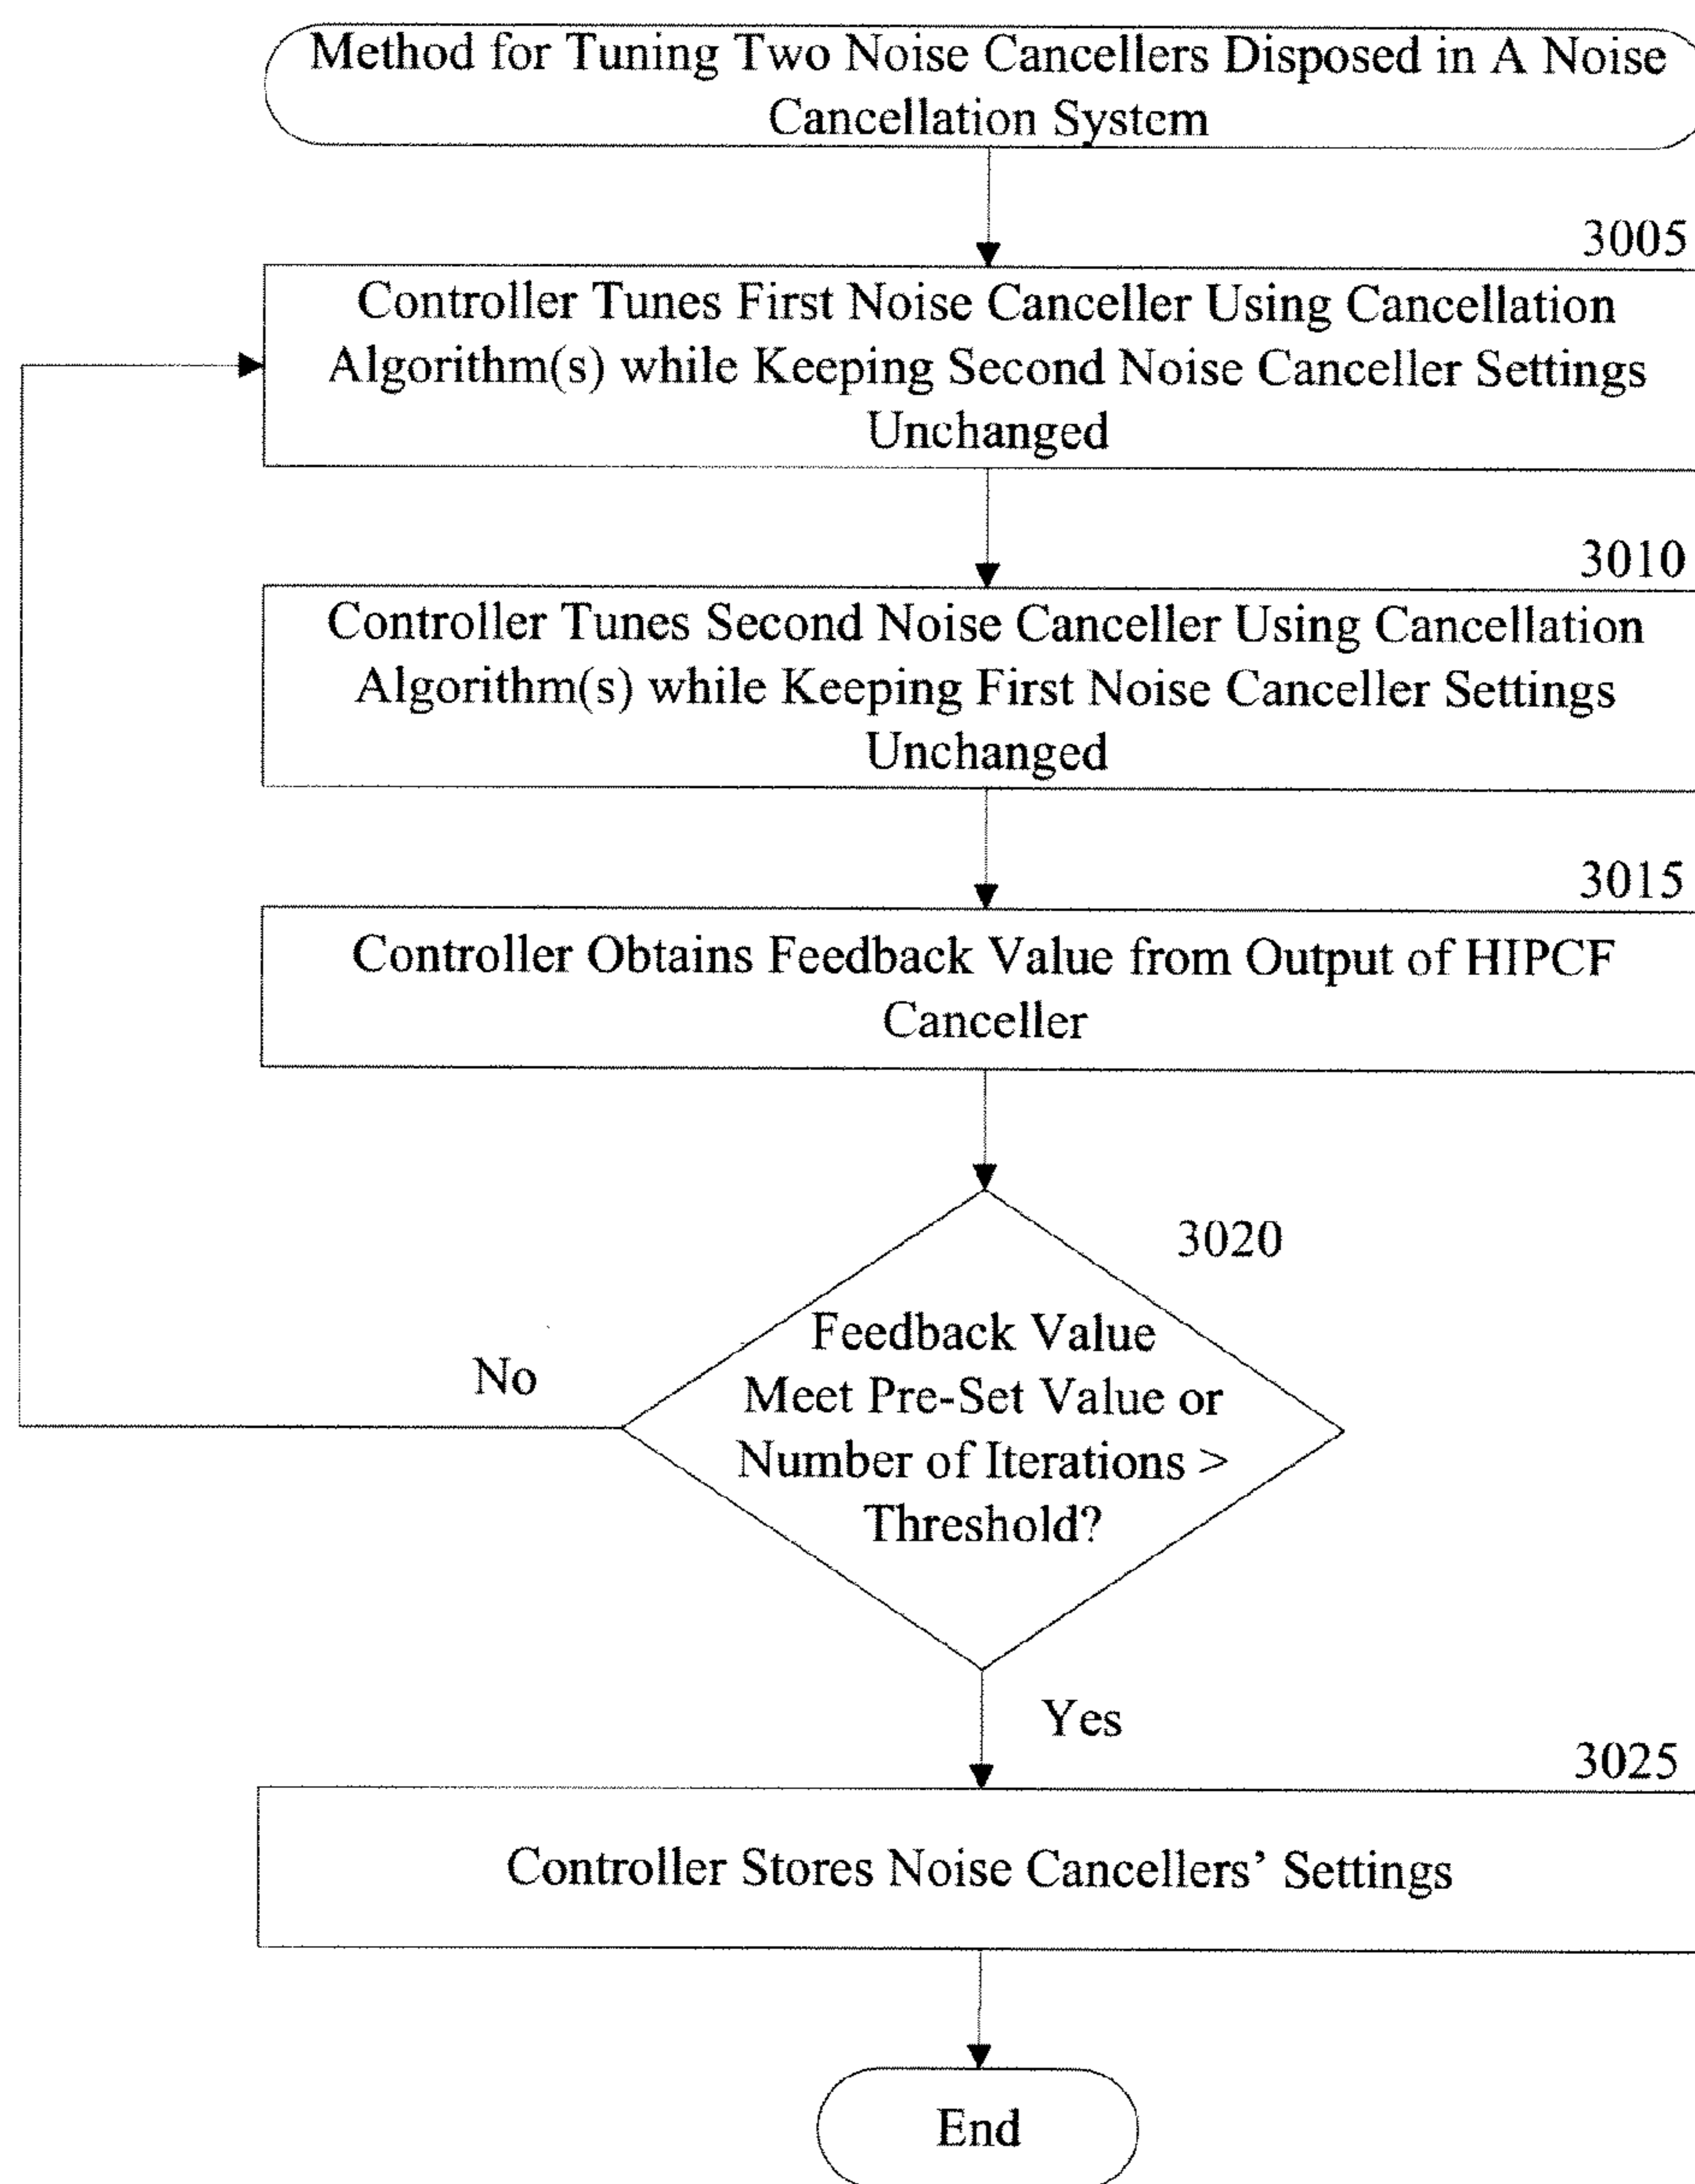 Method for Tuning Two Noise Cancellers Disposed in A Noise
Cancellation System
3005
Controller Tunes First Noise Canceller Using Cancellation
Algorithm(s) while Keeping Second Noise Canceller Settings
Unchanged
3010
Controller Tunes Second Noise Canceller Using Cancellation
Algorithm(s) while Keeping First Noise Canceller Settings
Unchanged
3015
Controller Obtains Feedback Value from Output of HIPCF
Canceller
3020
Feedback Value
Meet Pre-Set Value or
Number of Iterations >
Threshold?
No
Yes
3025
Controller Stores Noise Cancellers’ Settings
End